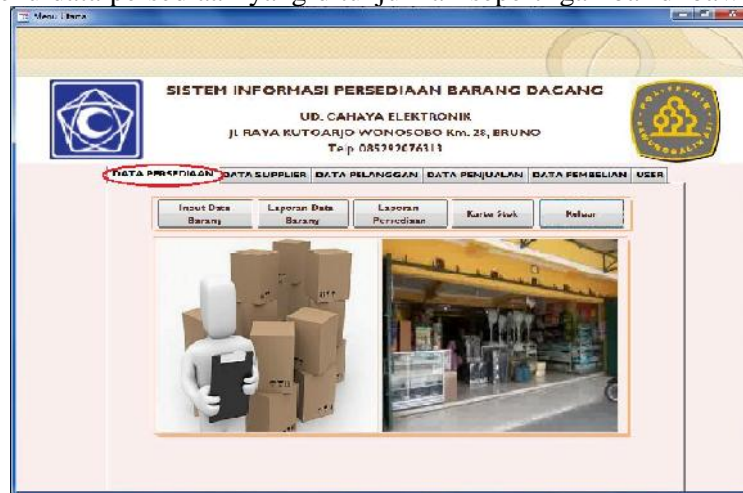 Menu Utama
SISTEM INFORMASI PERSEDIAAN BARANG DAGANG
UD. CAHAYA ELEKTRONIK
JL RAYA KUTOARJO WONOSOBO Km. 28, BRUNO
Telp 085292076313
DATA PERSEDIAAN DATA SUPPLIER DATA PELANGGAN DATA PENJUALAN DATA PEMBELIAN USER
Input Data Barang
Laporan Data Barang
Laporan Persediaan
Kartu Stok
Keluar